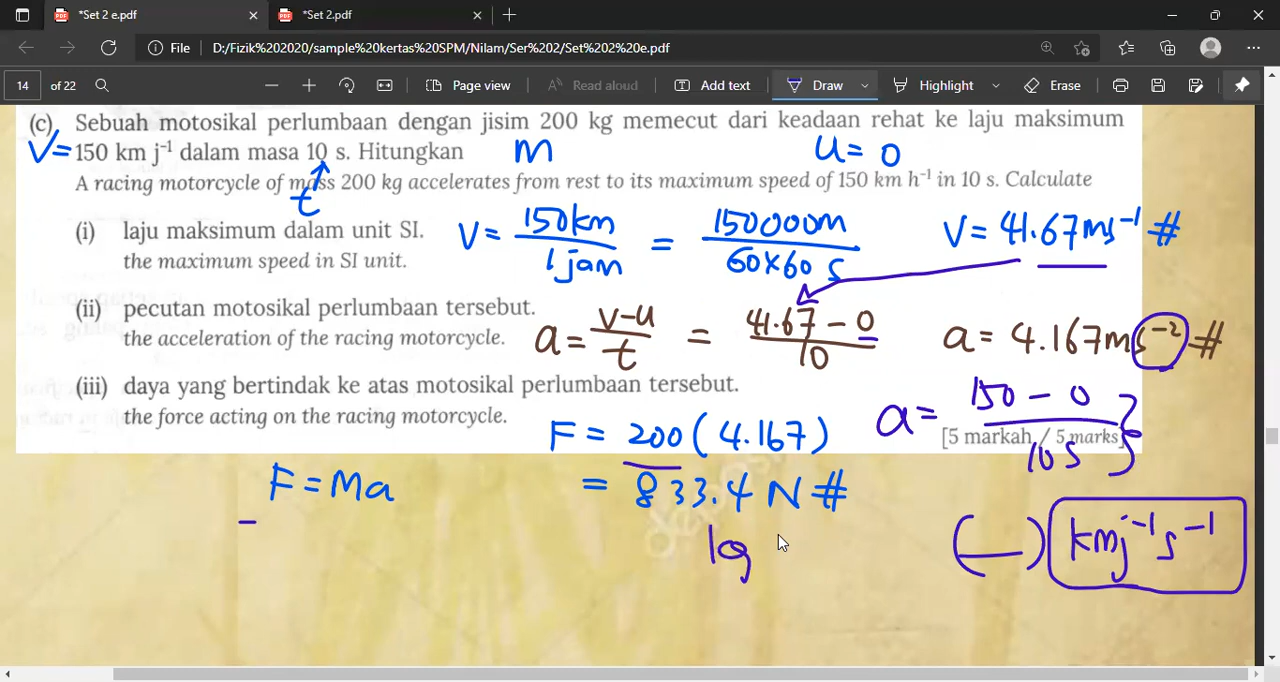 *Set 2 e.pdf
*Set 2.pdf
File D:/Fizik%202020/sample%20kertas%20SPM/Nilam/Ser%202/Set%202%20e.pdf
14 of 22 Page view Read aloud Add text Draw Highlight Erase
(c) Sebuah motosikal perlumbaan dengan jisim 200 kg memecut dari keadaan rehat ke laju maksimum
V= 150 km j⁻¹ dalam masa 10 s. Hitungkan m u = 0
A racing motorcycle of mass 200 kg accelerates from rest to its maximum speed of 150 km h⁻¹ in 10 s. Calculate
t
(i) laju maksimum dalam unit SI.
the maximum speed in SI unit.
V = 150km / 1 jam = 150000m / 60×60 s V = 41.67ms⁻¹ #
(ii) pecutan motosikal perlumbaan tersebut.
the acceleration of the racing motorcycle.
a = v-u / t = 41.67 - 0 / 10 a = 4.167ms⁻² #
(iii) daya yang bertindak ke atas motosikal perlumbaan tersebut.
the force acting on the racing motorcycle.
a = 150 - 0 / 10 s
F = 200 (4.167)
[5 markah / 5 marks]
F = Ma = 833.4 N #
( ) kmj⁻¹s⁻¹